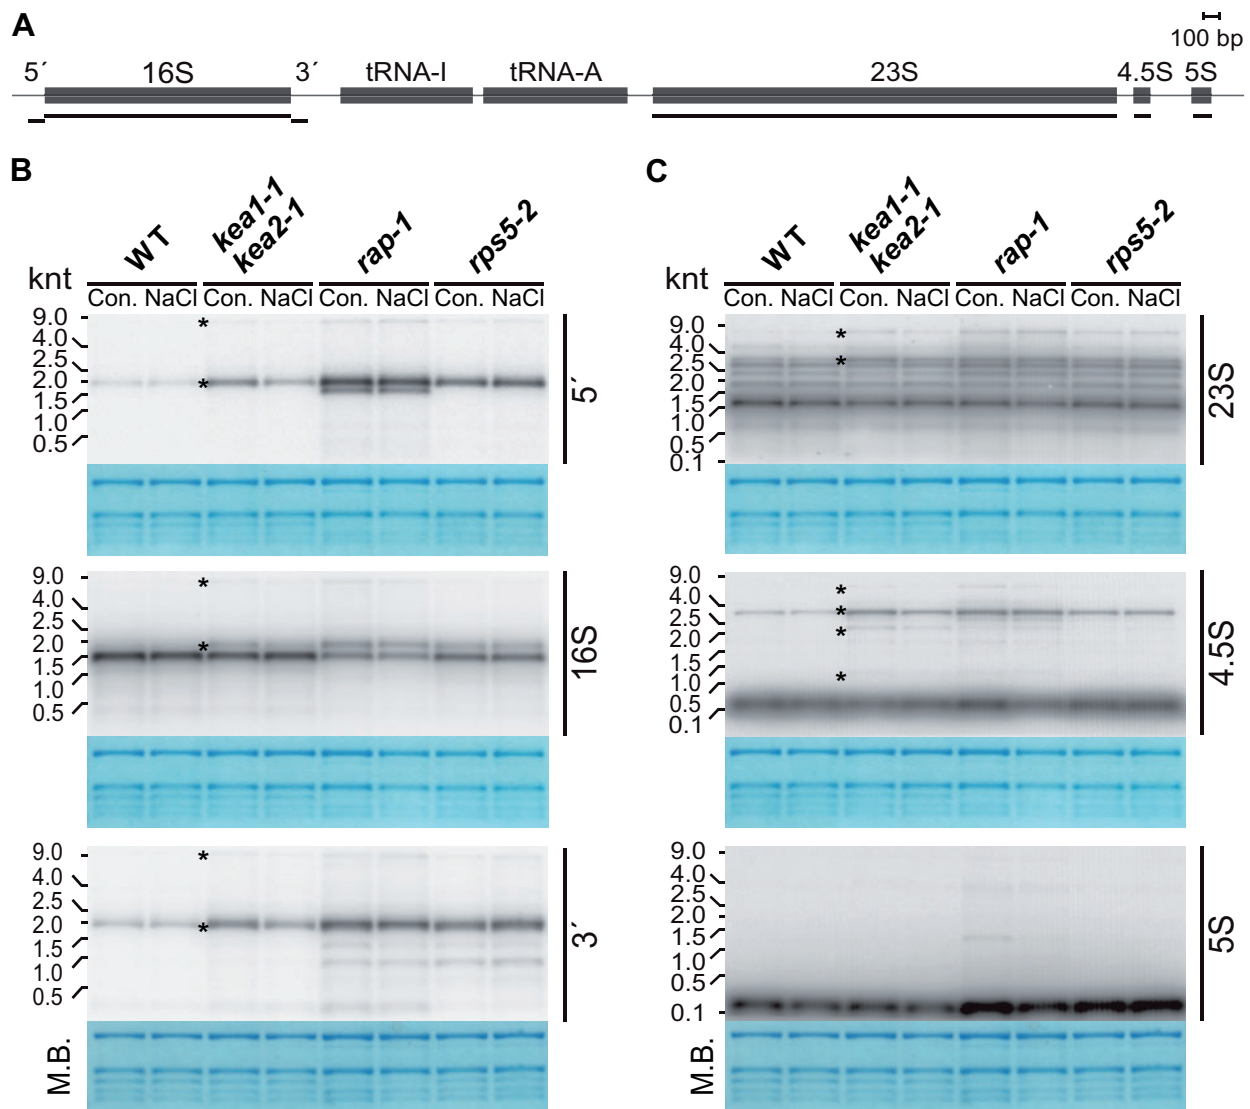 A
100 bp
5´ 16S 3´ tRNA-I tRNA-A 23S 4.5S 5S
B
knt
WT
kea1-1
kea2-1
rap-1
rps5-2
Con. NaCl Con. NaCl Con. NaCl Con. NaCl
9.0
4.0
2.5
2.0
1.5
1.0
0.5
*
*
5´
9.0
4.0
2.5
2.0
1.5
1.0
0.5
*
*
16S
9.0
4.0
2.5
2.0
1.5
1.0
0.5
*
*
3´
M.B.
C
knt
WT
kea1-1
kea2-1
rap-1
rps5-2
Con. NaCl Con. NaCl Con. NaCl Con. NaCl
9.0
4.0
2.5
2.0
1.5
1.0
0.5
0.1
*
*
23S
9.0
4.0
2.5
2.0
1.5
1.0
0.5
0.1
*
*
*
*
4.5S
9.0
4.0
2.5
2.0
1.5
1.0
0.5
0.1
5S
M.B.